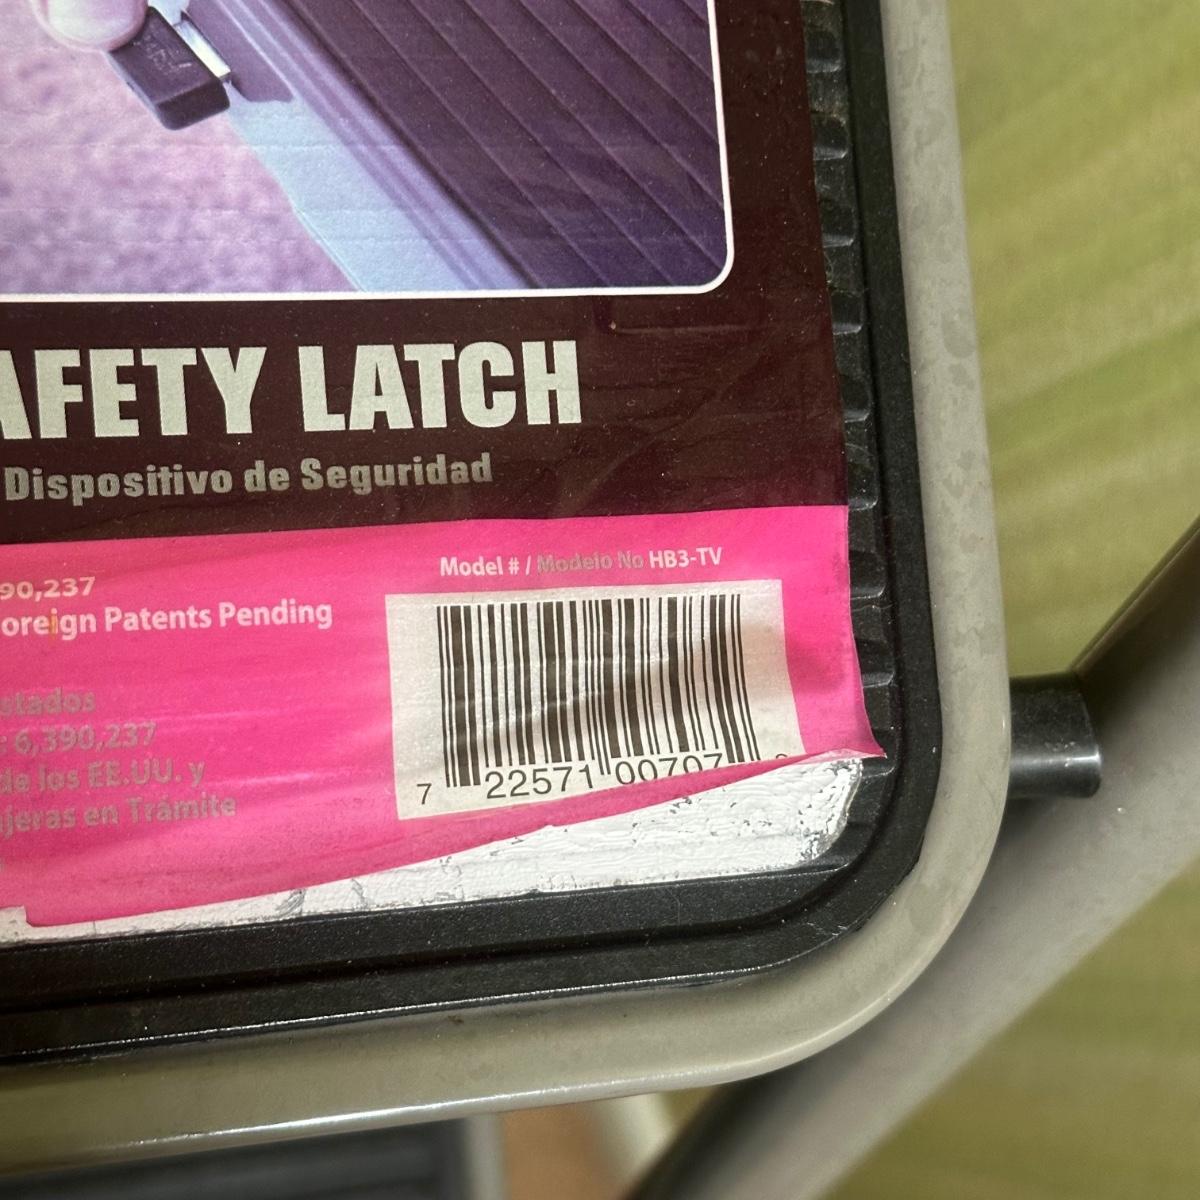 AFETY LATCH
Dispositivo de Seguridad
Model # / Modelo No HB3-TV
90,237
oreign Patents Pending
stados
: 6,390,237
de los EE.UU. y
jeras en Trámite
7 22571 00707